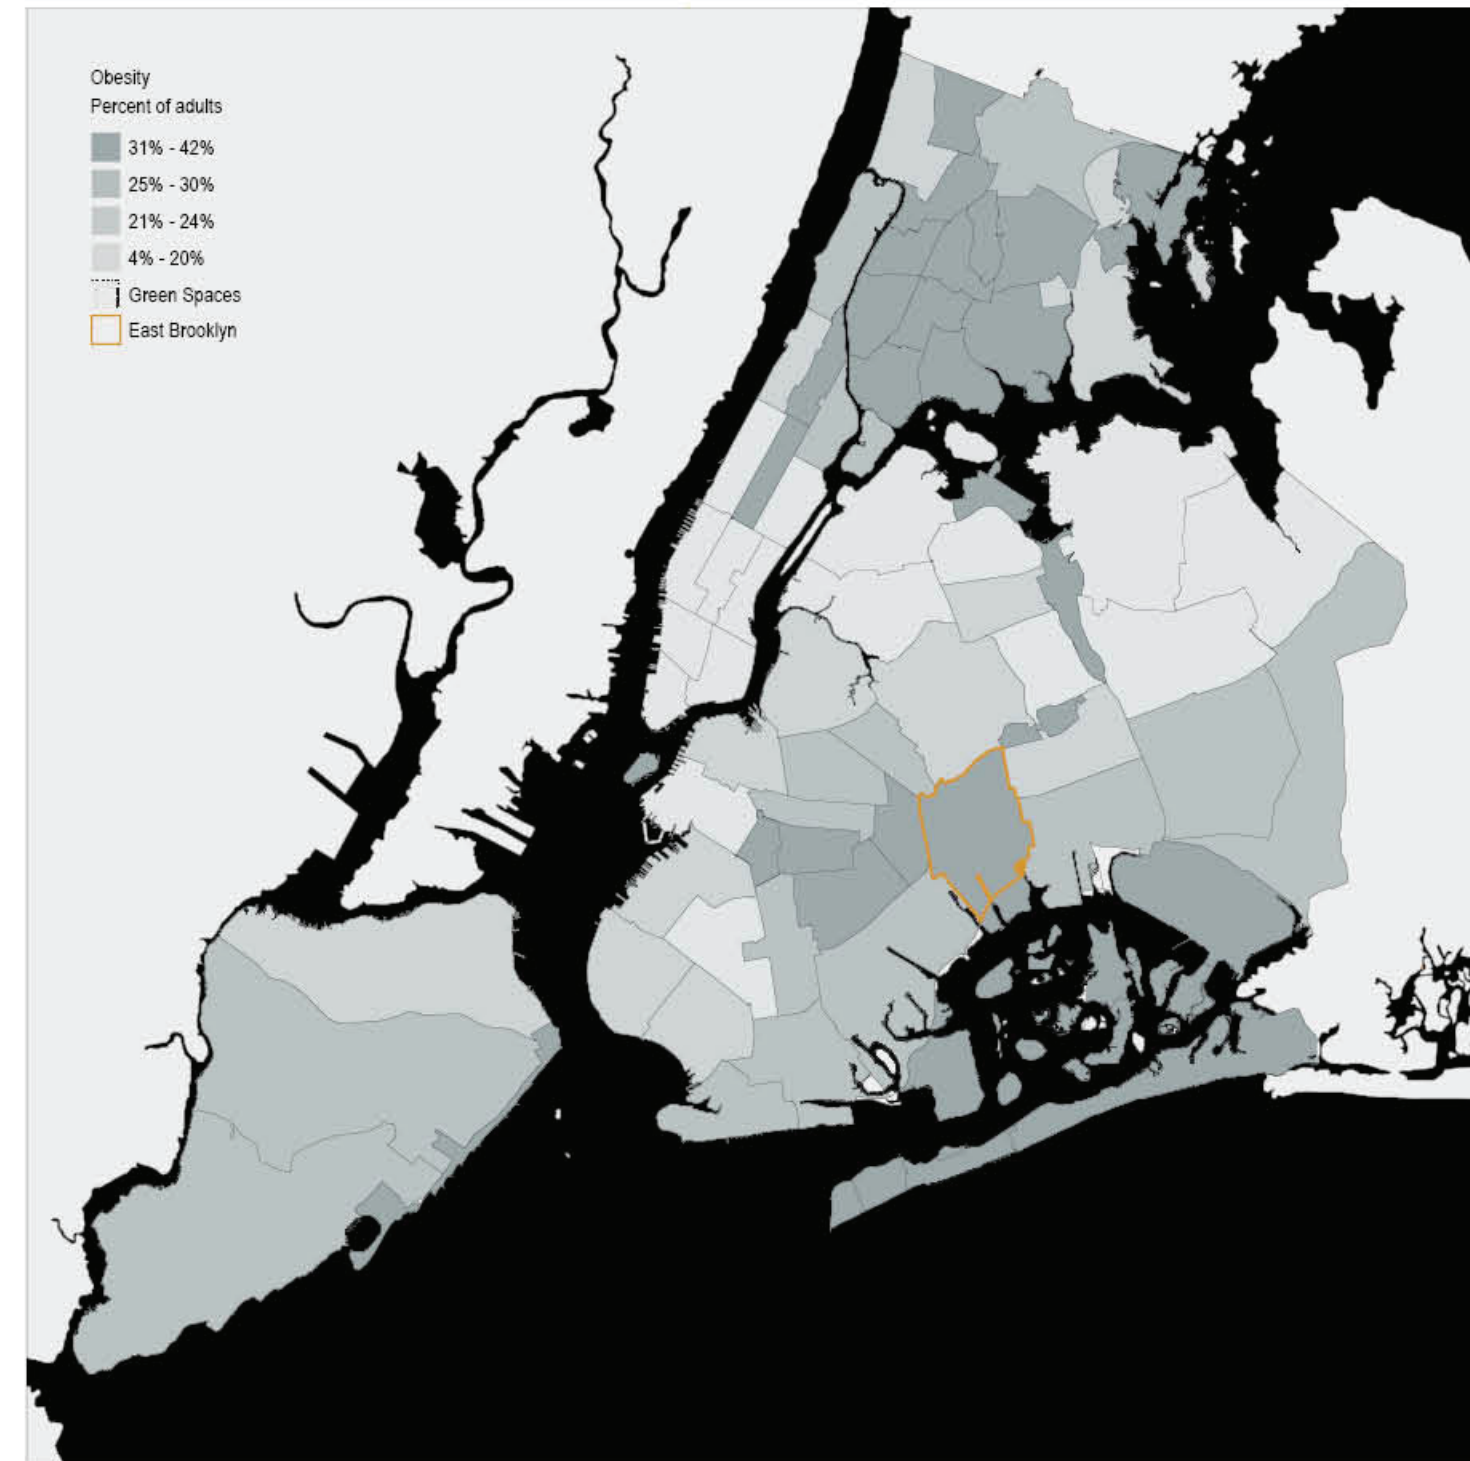 Obesity
Percent of adults
31% - 42%
25% - 30%
21% - 24%
4% - 20%
Green Spaces
East Brooklyn